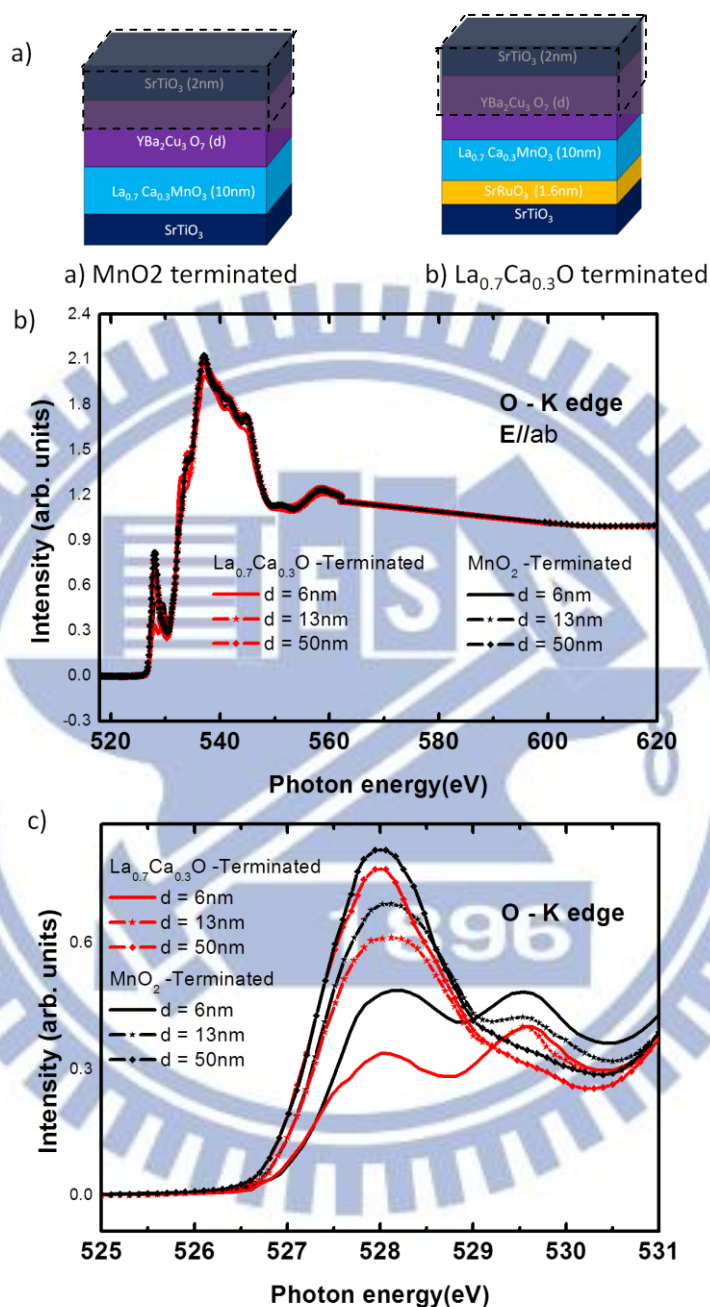 a)
SrTiO₃ (2nm)
YBa₂Cu₃ O₇ (d)
La₀.₇ Ca₀.₃MnO₃ (10nm)
SrTiO₃
a) MnO2 terminated
SrTiO₃ (2nm)
YBa₂Cu₃ O₇ (d)
La₀.₇ Ca₀.₃MnO₃ (10nm)
SrRuO₃ (1.6nm)
SrTiO₃
b) La₀.₇Ca₀.₃O terminated
b)
2.4
2.1
1.8
1.5
1.2
0.9
0.6
0.3
0.0
-0.3
Intensity (arb. units)
O - K edge
E//ab
La₀.₇Ca₀.₃O -Terminated
d = 6nm
d = 13nm
d = 50nm
MnO₂ -Terminated
d = 6nm
d = 13nm
d = 50nm
ES
A
520 540 560 580 600 620
Photon energy(eV)
c)
0.6
0.3
0.0
Intensity (arb. units)
La₀.₇Ca₀.₃O -Terminated
d = 6nm
d = 13nm
d = 50nm
MnO₂ -Terminated
d = 6nm
d = 13nm
d = 50nm
O - K edge
1896
525 526 527 528 529 530 531
Photon energy(eV)